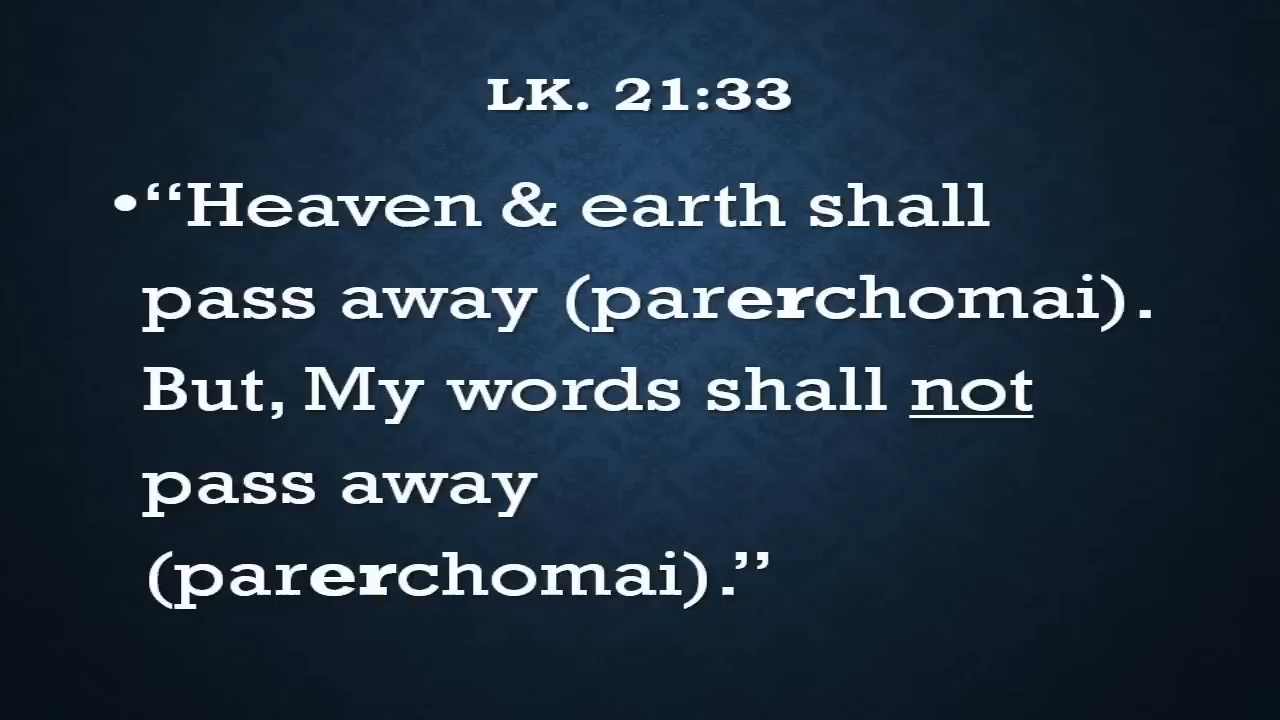 LK. 21:33
•“Heaven & earth shall
pass away (parerchomai).
But, My words shall not
pass away
(parerchomai).”